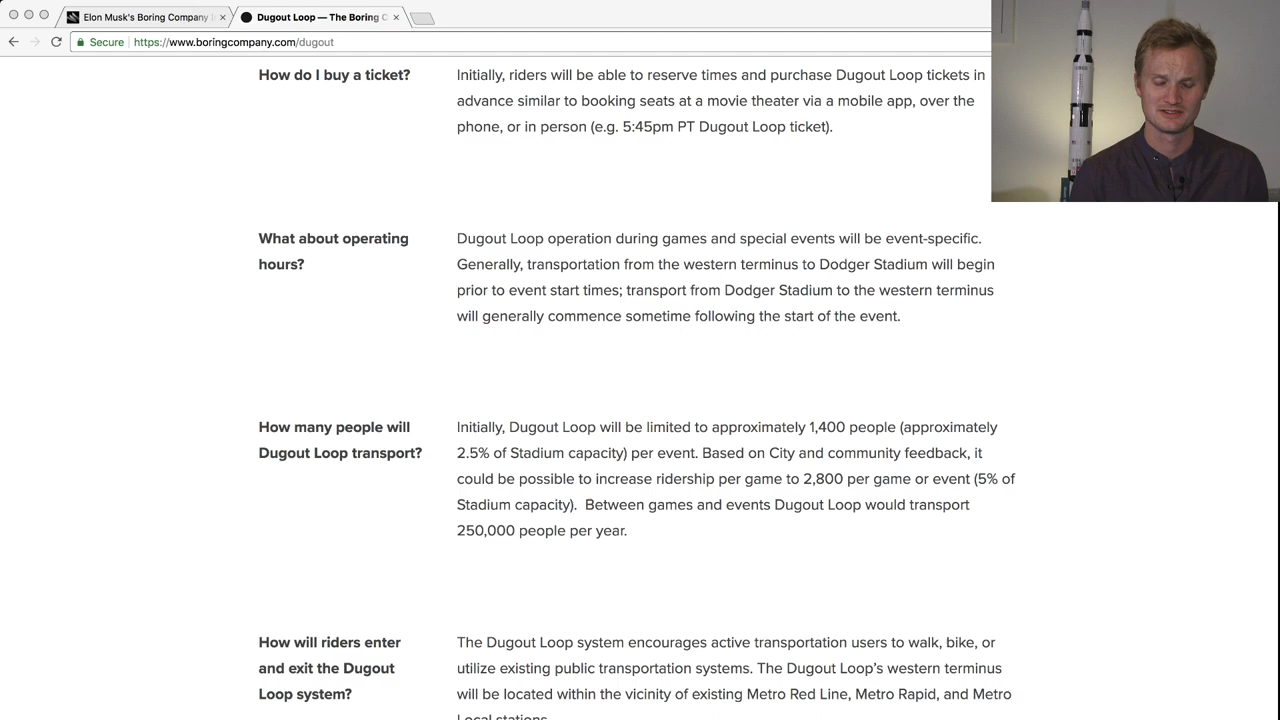 Elon Musk's Boring Company
Dugout Loop — The Boring C
Secure https://www.boringcompany.com/dugout
How do I buy a ticket?
Initially, riders will be able to reserve times and purchase Dugout Loop tickets in
advance similar to booking seats at a movie theater via a mobile app, over the
phone, or in person (e.g. 5:45pm PT Dugout Loop ticket).
What about operating
hours?
Dugout Loop operation during games and special events will be event-specific.
Generally, transportation from the western terminus to Dodger Stadium will begin
prior to event start times; transport from Dodger Stadium to the western terminus
will generally commence sometime following the start of the event.
How many people will
Dugout Loop transport?
Initially, Dugout Loop will be limited to approximately 1,400 people (approximately
2.5% of Stadium capacity) per event. Based on City and community feedback, it
could be possible to increase ridership per game to 2,800 per game or event (5% of
Stadium capacity).  Between games and events Dugout Loop would transport
250,000 people per year.
How will riders enter
and exit the Dugout
Loop system?
The Dugout Loop system encourages active transportation users to walk, bike, or
utilize existing public transportation systems. The Dugout Loop’s western terminus
will be located within the vicinity of existing Metro Red Line, Metro Rapid, and Metro
Local stations.